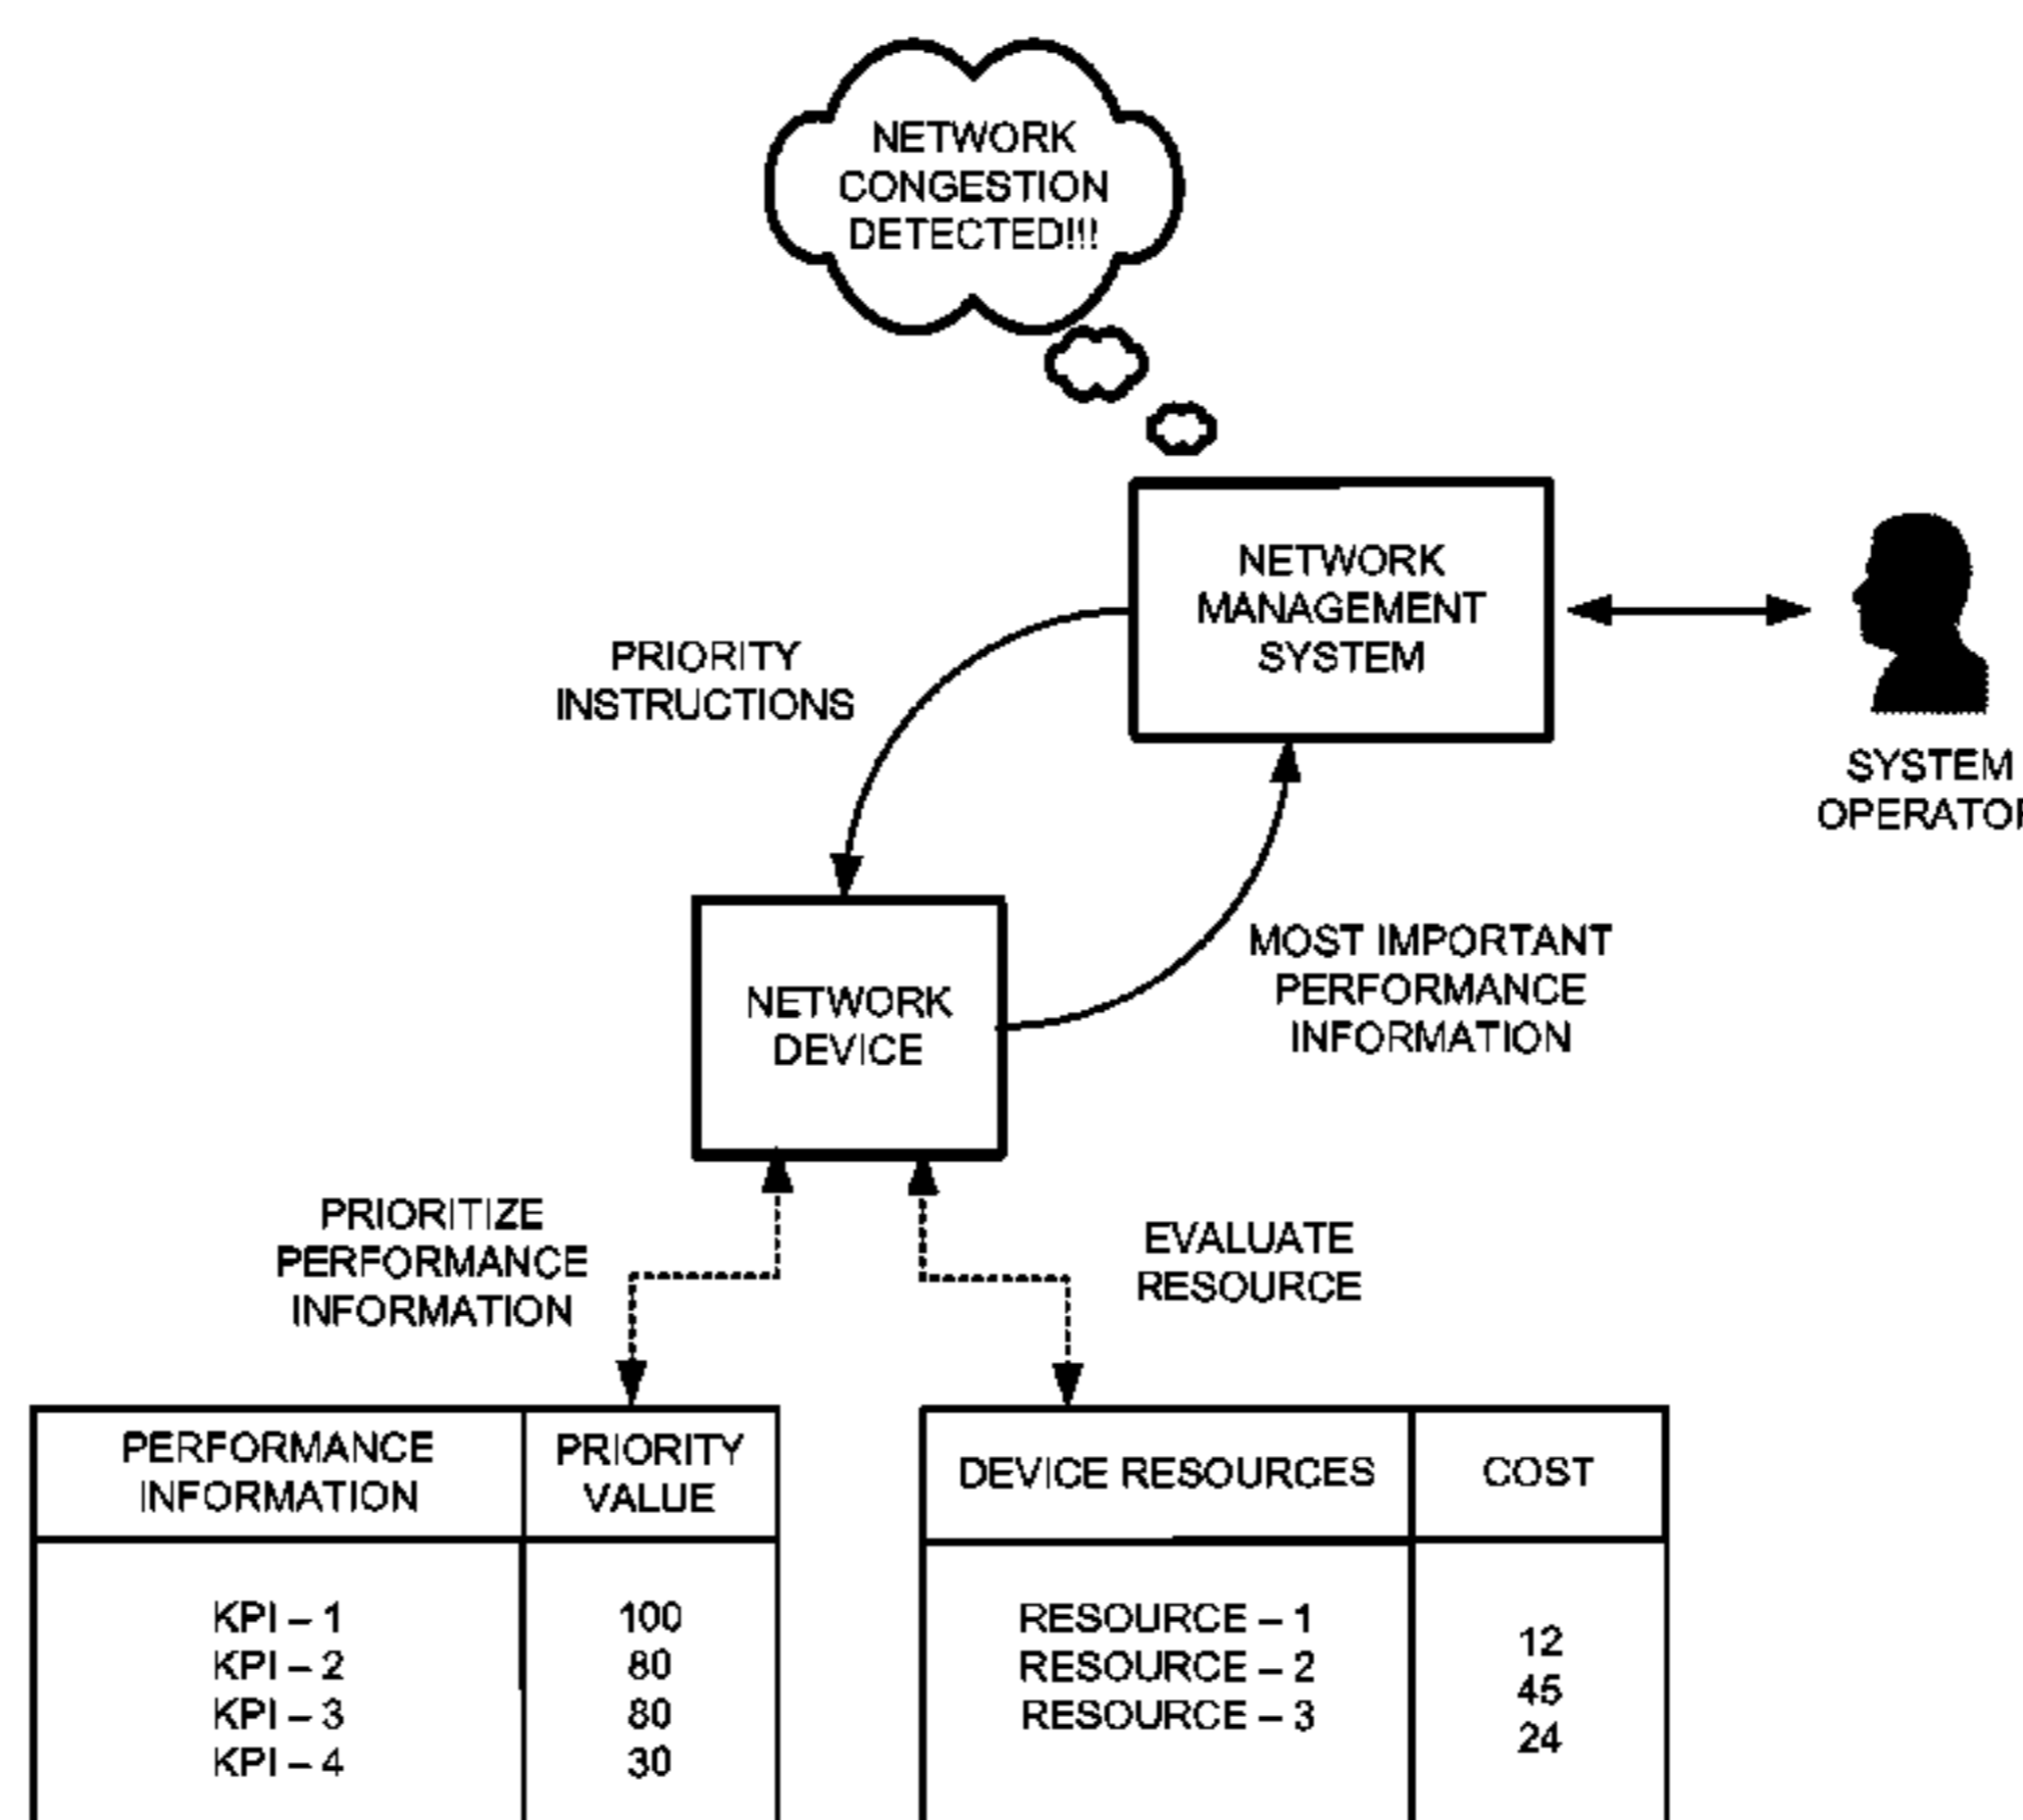 NETWORK
CONGESTION
DETECTED!!!
NETWORK
MANAGEMENT
SYSTEM
PRIORITY
INSTRUCTIONS
SYSTEM
OPERATOR
NETWORK
DEVICE
MOST IMPORTANT
PERFORMANCE
INFORMATION
PRIORITIZE
PERFORMANCE
INFORMATION
EVALUATE
RESOURCE
PERFORMANCE
INFORMATION
PRIORITY
VALUE
KPI – 1 100
KPI – 2 80
KPI – 3 80
KPI – 4 30
DEVICE RESOURCES COST
RESOURCE – 1 12
RESOURCE – 2 45
RESOURCE – 3 24